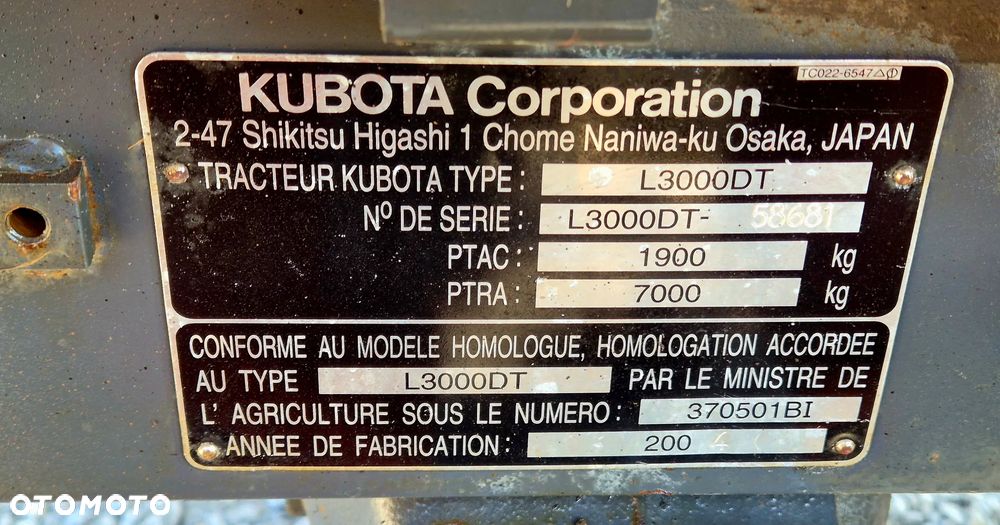 TC022-6547
KUBOTA Corporation
2-47 Shikitsu Higashi 1 Chome Naniwa-ku Osaka, JAPAN
TRACTEUR KUBOTA TYPE : L3000DT
Nº DE SERIE : L3000DT- 58681
PTAC : 1900 kg
PTRA : 7000 kg
CONFORME AU MODELE HOMOLOGUE, HOMOLOGATION ACCORDEE
AU TYPE L3000DT PAR LE MINISTRE DE
L' AGRICULTURE SOUS LE NUMERO : 370501BI
ANNEE DE FABRICATION : 200
OTOMOTO